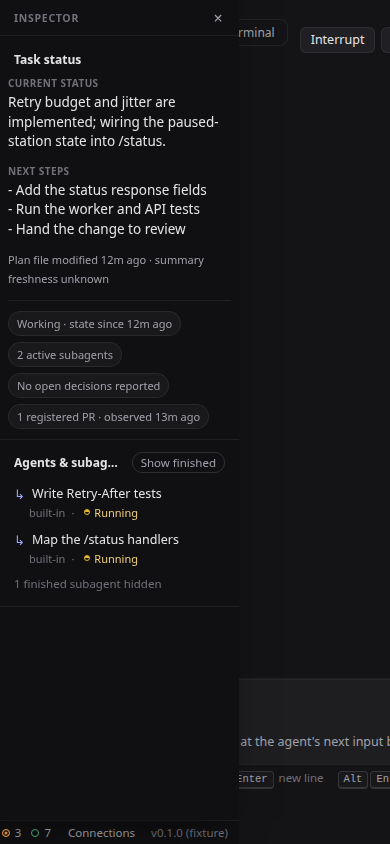 INSPECTOR ×
rminal
Interrupt
Task status
CURRENT STATUS
Retry budget and jitter are
implemented; wiring the paused-
station state into /status.
NEXT STEPS
- Add the status response fields
- Run the worker and API tests
- Hand the change to review
Plan file modified 12m ago · summary
freshness unknown
Working · state since 12m ago
2 active subagents
No open decisions reported
1 registered PR · observed 13m ago
Agents & subag... Show finished
↳ Write Retry-After tests
built-in · Running
↳ Map the /status handlers
built-in · Running
1 finished subagent hidden
at the agent's next input b
Enter new line Alt En
3 7 Connections v0.1.0 (fixture)